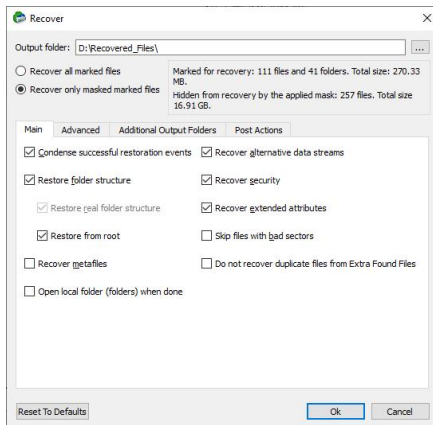 Recover
Output folder: D:\Recovered_Files\ ...
Recover all marked files
Recover only masked marked files
Marked for recovery: 111 files and 41 folders. Total size: 270.33
MB.
Hidden from recovery by the applied mask: 257 files. Total size
16.91 GB.
Main Advanced Additional Output Folders Post Actions
Condense successful restoration events Recover alternative data streams
Restore folder structure Recover security
Restore real folder structure Recover extended attributes
Restore from root Skip files with bad sectors
Recover metafiles Do not recover duplicate files from Extra Found Files
Open local folder (folders) when done
Reset To Defaults Ok Cancel